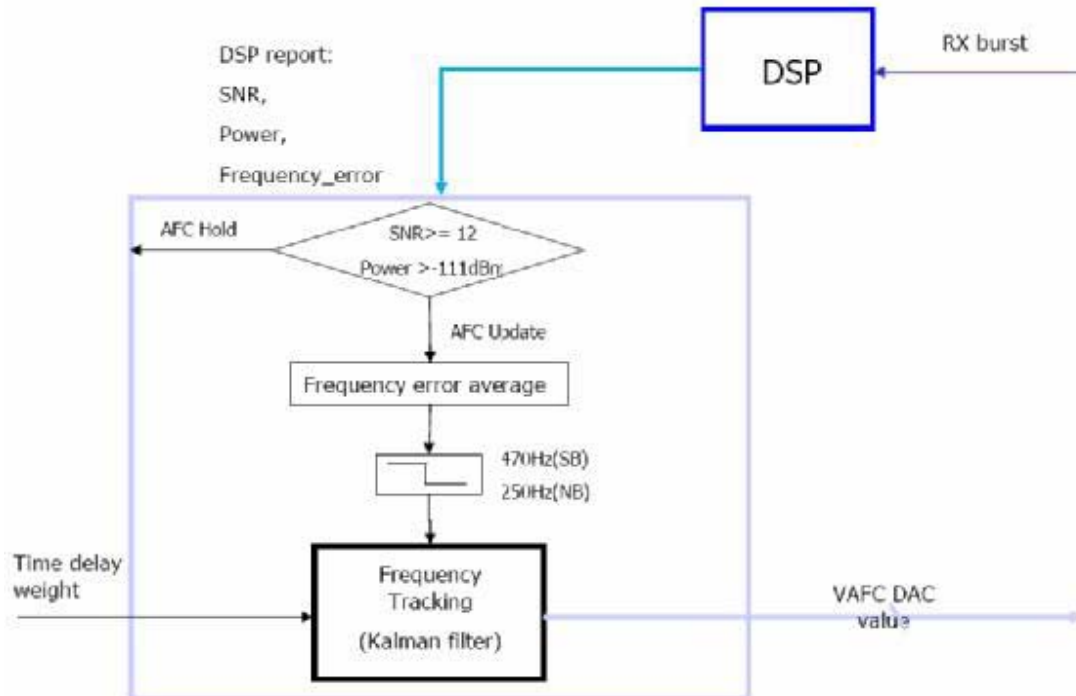 DSP report:
SNR,
Power,
Frequency_error
DSP
RX burst
AFC Hold
SNR>= 12
Power >-111dBm
AFC Update
Frequency error average
470Hz(SB)
250Hz(NB)
Time delay
weight
Frequency
Tracking
(Kalman filter)
VAFC DAC
value